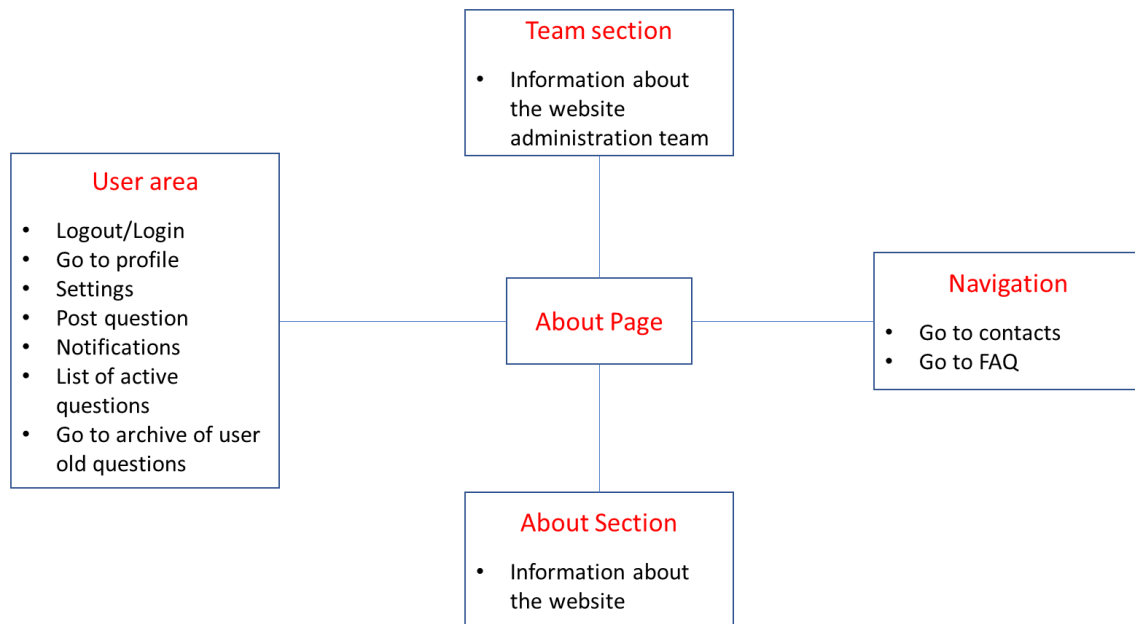 Team section
• Information about
the website
administration team
User area
• Logout/Login
• Go to profile
• Settings
• Post question
• Notifications
• List of active
questions
• Go to archive of user
old questions
About Page
Navigation
• Go to contacts
• Go to FAQ
About Section
• Information about
the website